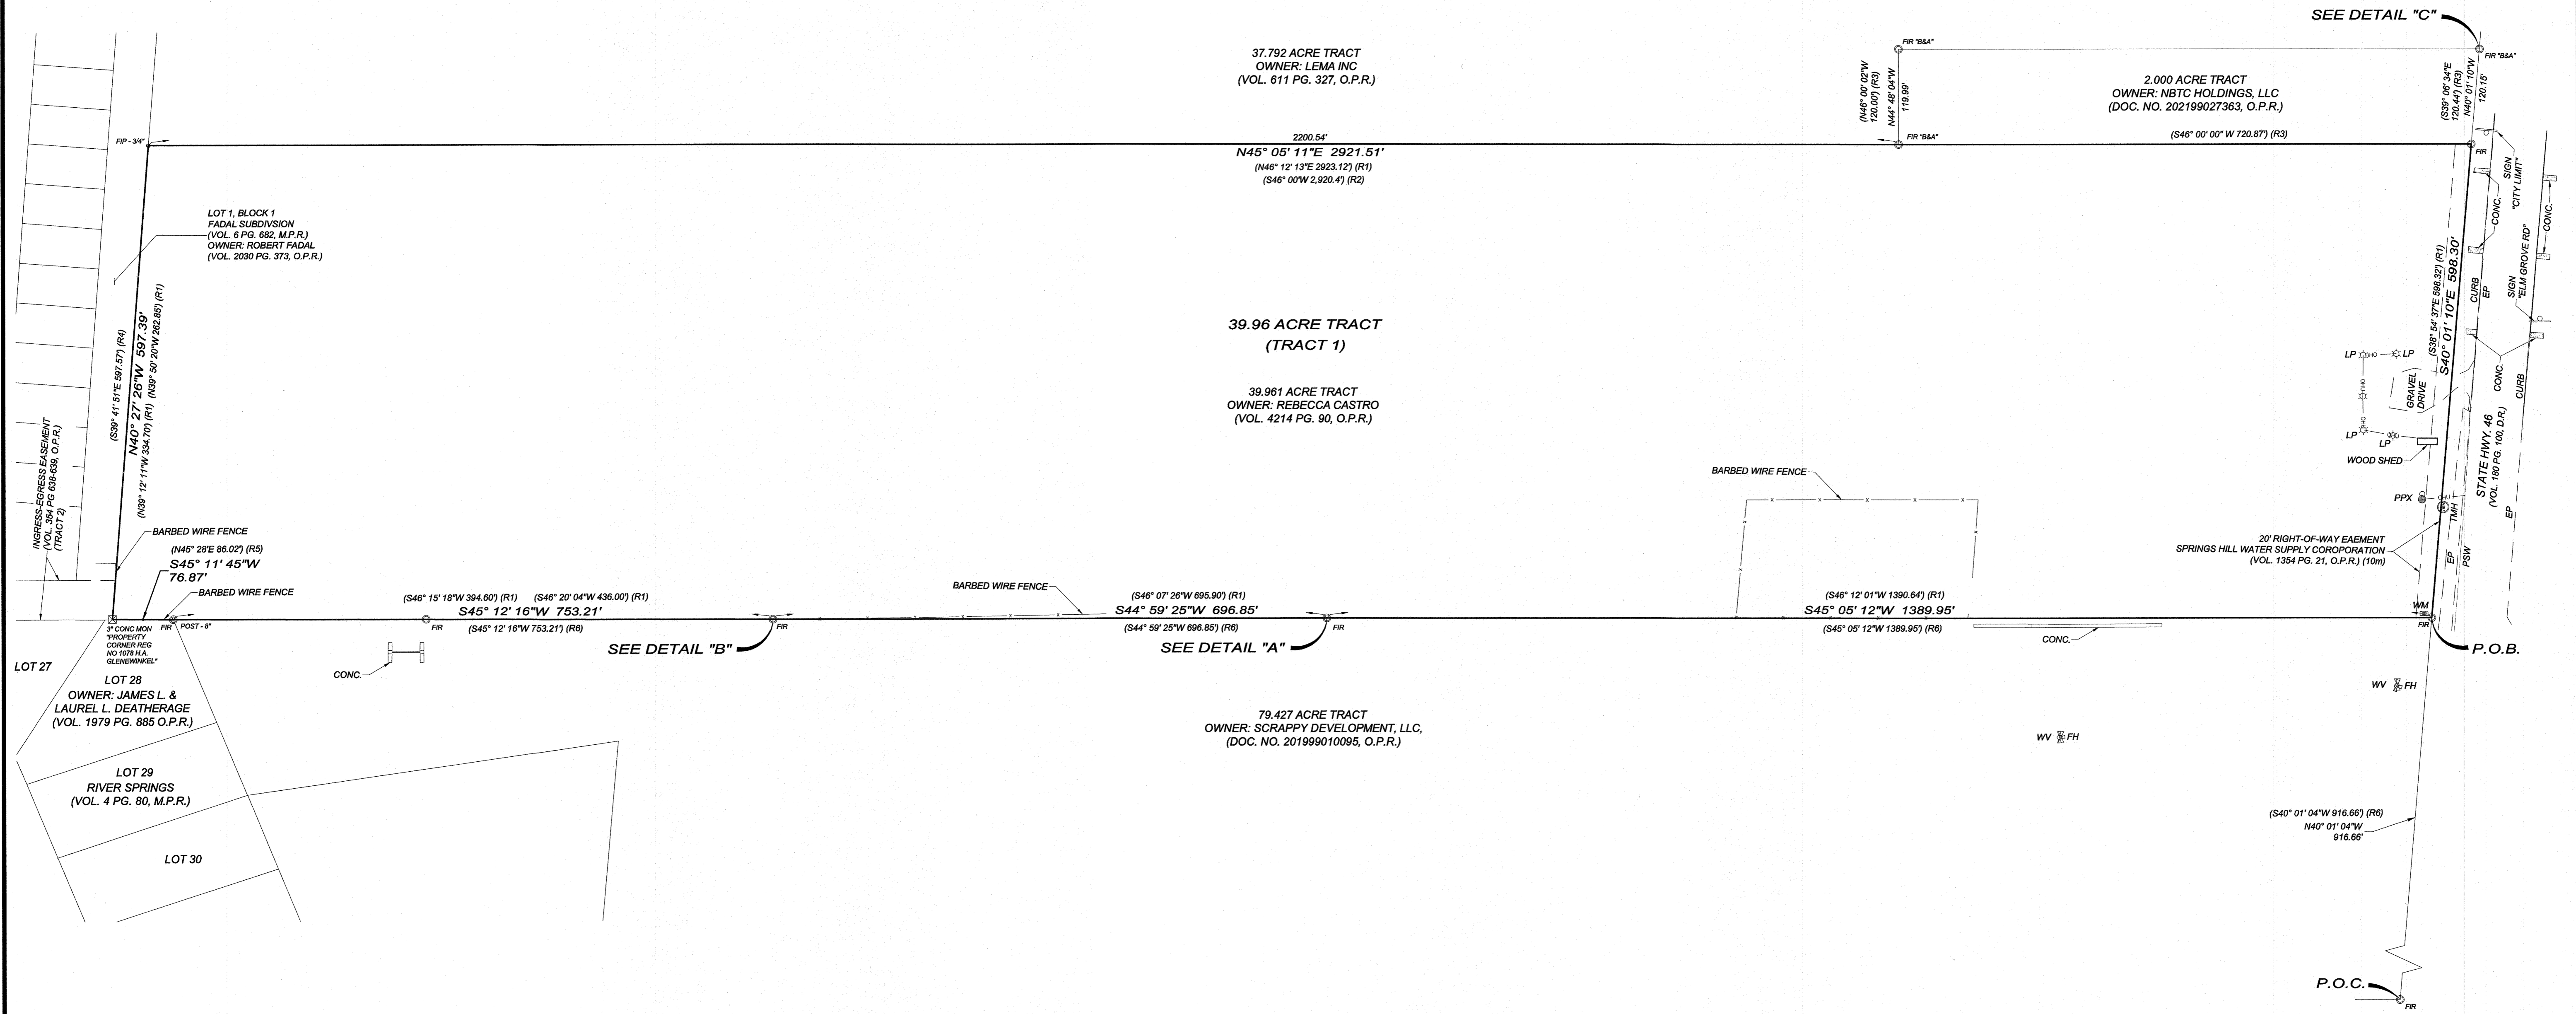 SEE DETAIL "C"
37.792 ACRE TRACT
OWNER: LEMA INC
(VOL. 611 PG. 327, O.P.R.)
FIR "B&A"
FIR "B&A"
(N46° 00' 02"W
120.00') (R3)
N44° 48' 04"W
119.99'
2.000 ACRE TRACT
OWNER: NBTC HOLDINGS, LLC
(DOC. NO. 202199027363, O.P.R.)
(S39° 06' 34"E
120.44') (R3)
N40° 01' 10"W
120.15'
FIP - 3/4"
2200.54'
FIR "B&A"
(S46° 00' 00" W 720.87') (R3)
FIR
N45° 05' 11"E 2921.51'
(N46° 12' 13"E 2923.12') (R1)
(S46° 00'W 2,920.4') (R2)
SIGN
"CITY LIMIT"
CONC.
CONC.
LOT 1, BLOCK 1
FADAL SUBDIVSION
(VOL. 6 PG. 682, M.P.R.)
OWNER: ROBERT FADAL
(VOL. 2030 PG. 373, O.P.R.)
SIGN
"ELM GROVE RD"
(S38° 54' 37"E 598.32') (R1)
S40° 01' 10"E 598.30'
CURB
EP
(S39° 41' 51"E 597.57') (R4)
N40° 27' 26"W 597.39'
(N39° 12' 11"W 334.70') (R1) (N39° 50' 20"W 262.85') (R1)
39.96 ACRE TRACT
(TRACT 1)
39.961 ACRE TRACT
OWNER: REBECCA CASTRO
(VOL. 4214 PG. 90, O.P.R.)
LP
OHU
LP
OHU
GRAVEL
DRIVE
OHU
LP
LP
WOOD SHED
CONC.
CURB
STATE HWY. 46
(VOL. 180 PG. 100, D.R.)
EP
INGRESS-EGRESS EASEMENT
(VOL. 354 PG 638-639, O.P.R.)
(TRACT 2)
BARBED WIRE FENCE
PPX
OHU
TMH
EP
PSW
20' RIGHT-OF-WAY EAEMENT
SPRINGS HILL WATER SUPPLY COROPORATION
(VOL. 1354 PG. 21, O.P.R.) (10m)
BARBED WIRE FENCE
(N45° 28'E 86.02') (R5)
S45° 11' 45"W
76.87'
BARBED WIRE FENCE
BARBED WIRE FENCE
(S46° 15' 18"W 394.60') (R1) (S46° 20' 04"W 436.00') (R1)
S45° 12' 16"W 753.21'
(S45° 12' 16"W 753.21') (R6)
(S46° 07' 26"W 695.90') (R1)
S44° 59' 25"W 696.85'
(S44° 59' 25"W 696.85') (R6)
(S46° 12' 01"W 1390.64') (R1)
S45° 05' 12"W 1389.95'
(S45° 05' 12"W 1389.95') (R6)
WM
FIR
3" CONC MON
"PROPERTY
CORNER REG
NO 1078 H.A.
GLENEWINKEL"
FIR
POST - 8"
FIR
FIR
FIR
SEE DETAIL "B"
SEE DETAIL "A"
CONC.
P.O.B.
CONC.
LOT 27
LOT 28
OWNER: JAMES L. &
LAUREL L. DEATHERAGE
(VOL. 1979 PG. 885 O.P.R.)
79.427 ACRE TRACT
OWNER: SCRAPPY DEVELOPMENT, LLC,
(DOC. NO. 201999010095, O.P.R.)
WV FH
WV FH
LOT 29
RIVER SPRINGS
(VOL. 4 PG. 80, M.P.R.)
LOT 30
(S40° 01' 04"W 916.66') (R6)
N40° 01' 04"W
916.66'
P.O.C.
FIR